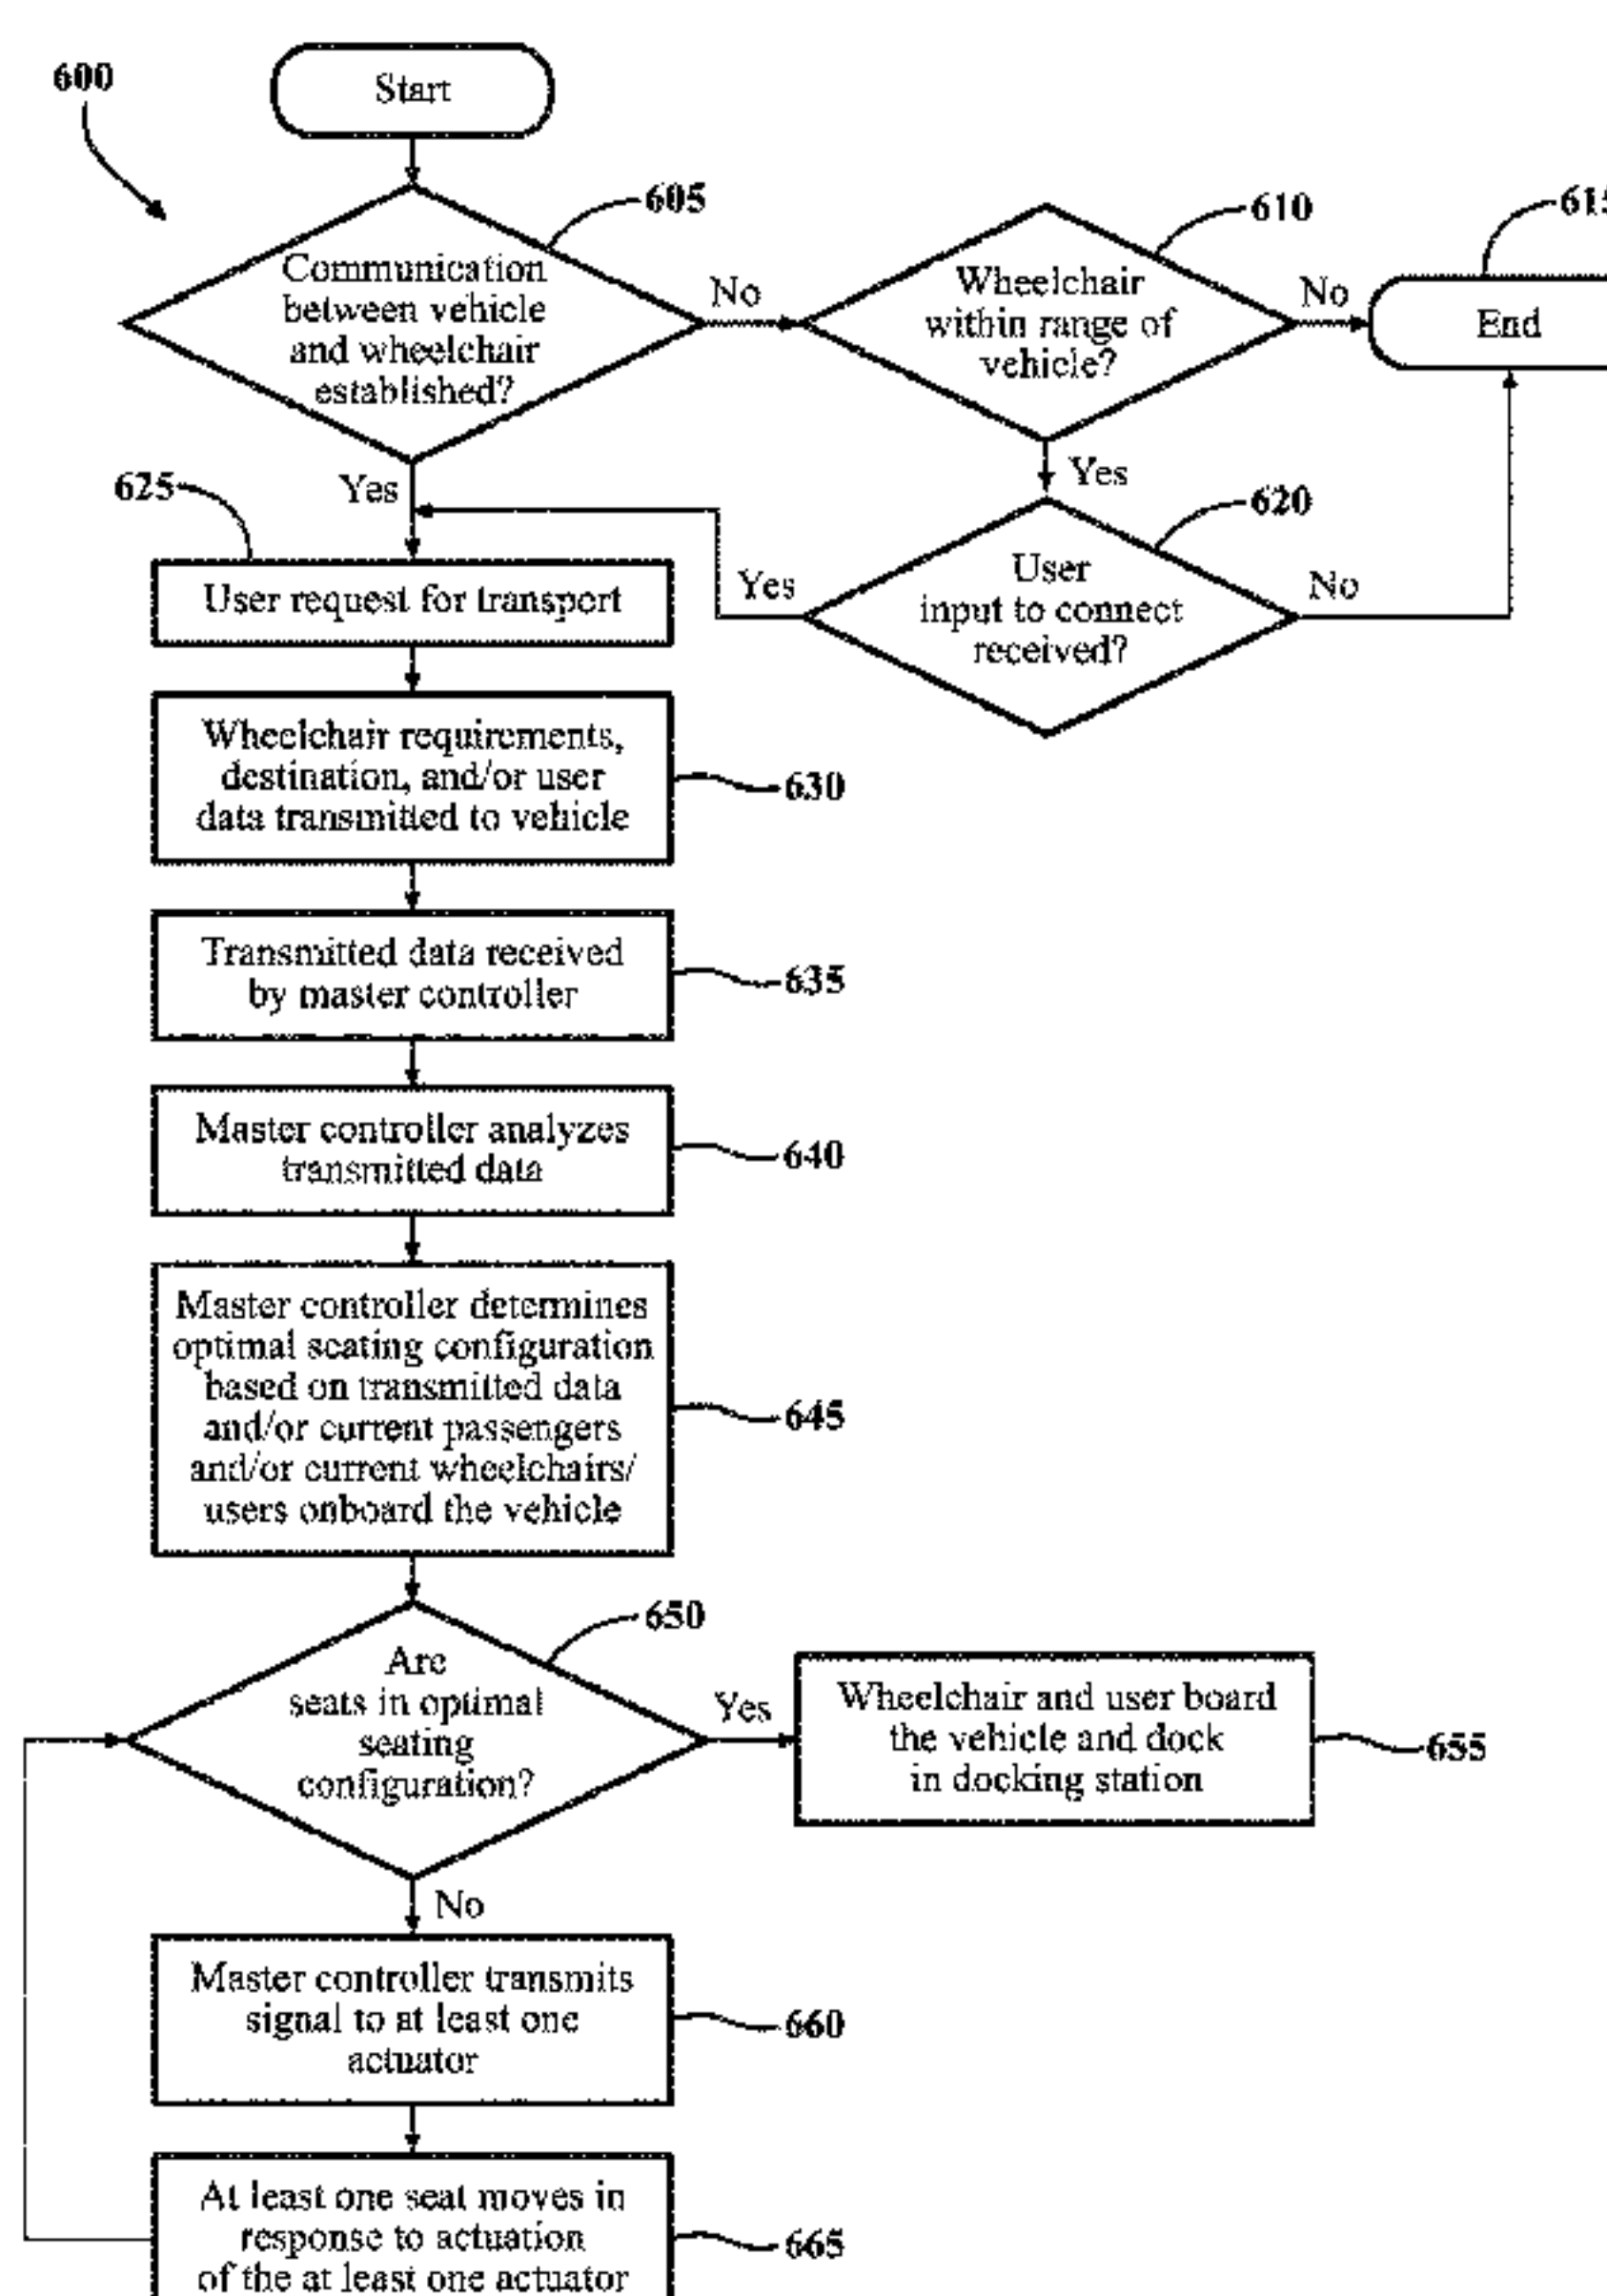 600
Start
605
Communication
between vehicle
and wheelchair
established?
No
610
Wheelchair
within range of
vehicle?
No
615
End
Yes
Yes
625
620
User
input to connect
received?
Yes
No
User request for transport
Wheelchair requirements,
destination, and/or user
data transmitted to vehicle
630
Transmitted data received
by master controller
635
Master controller analyzes
transmitted data
640
Master controller determines
optimal seating configuration
based on transmitted data
and/or current passengers
and/or current wheelchairs/
users onboard the vehicle
645
650
Are
seats in optimal
seating
configuration?
Yes
Wheelchair and user board
the vehicle and dock
in docking station
655
No
Master controller transmits
signal to at least one
actuator
660
At least one seat moves in
response to actuation
of the at least one actuator
665